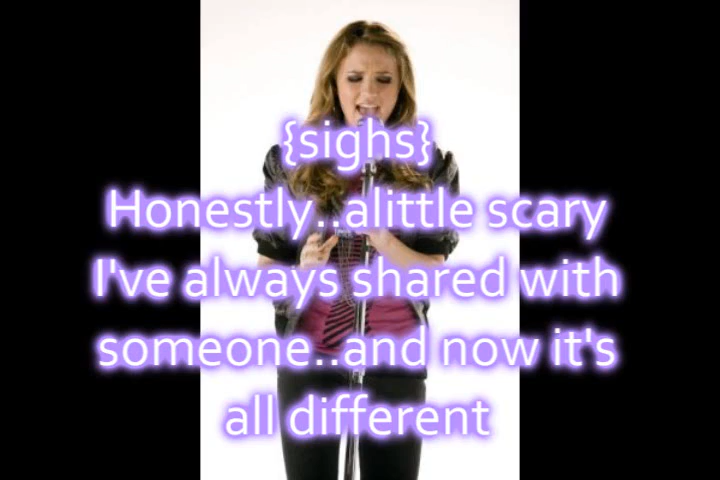 {sighs}
Honestly..alittle scary
I've always shared with
someone..and now it's
all different